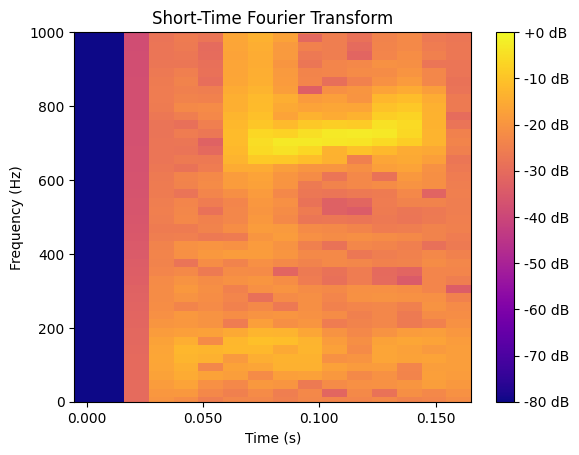 Short-Time Fourier Transform
1000
800
600
400
200
0
Frequency (Hz)
0.000
0.050
0.100
0.150
Time (s)
+0 dB
-10 dB
-20 dB
-30 dB
-40 dB
-50 dB
-60 dB
-70 dB
-80 dB